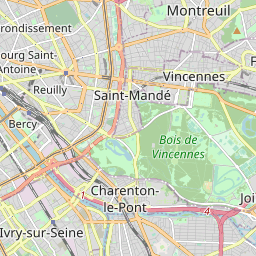 Montreuil
rondissement
ourg Saint-
Antoine
Vincennes
F
Reuilly
Saint-Mandé
Bercy
Bois de
Vincennes
Charenton-
le-Pont
1
4
Joi
Ivry-sur-Seine